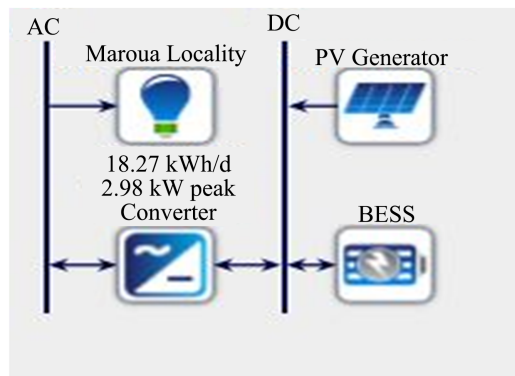 AC
DC
Maroua Locality
PV Generator
18.27 kWh/d
2.98 kW peak
Converter
BESS